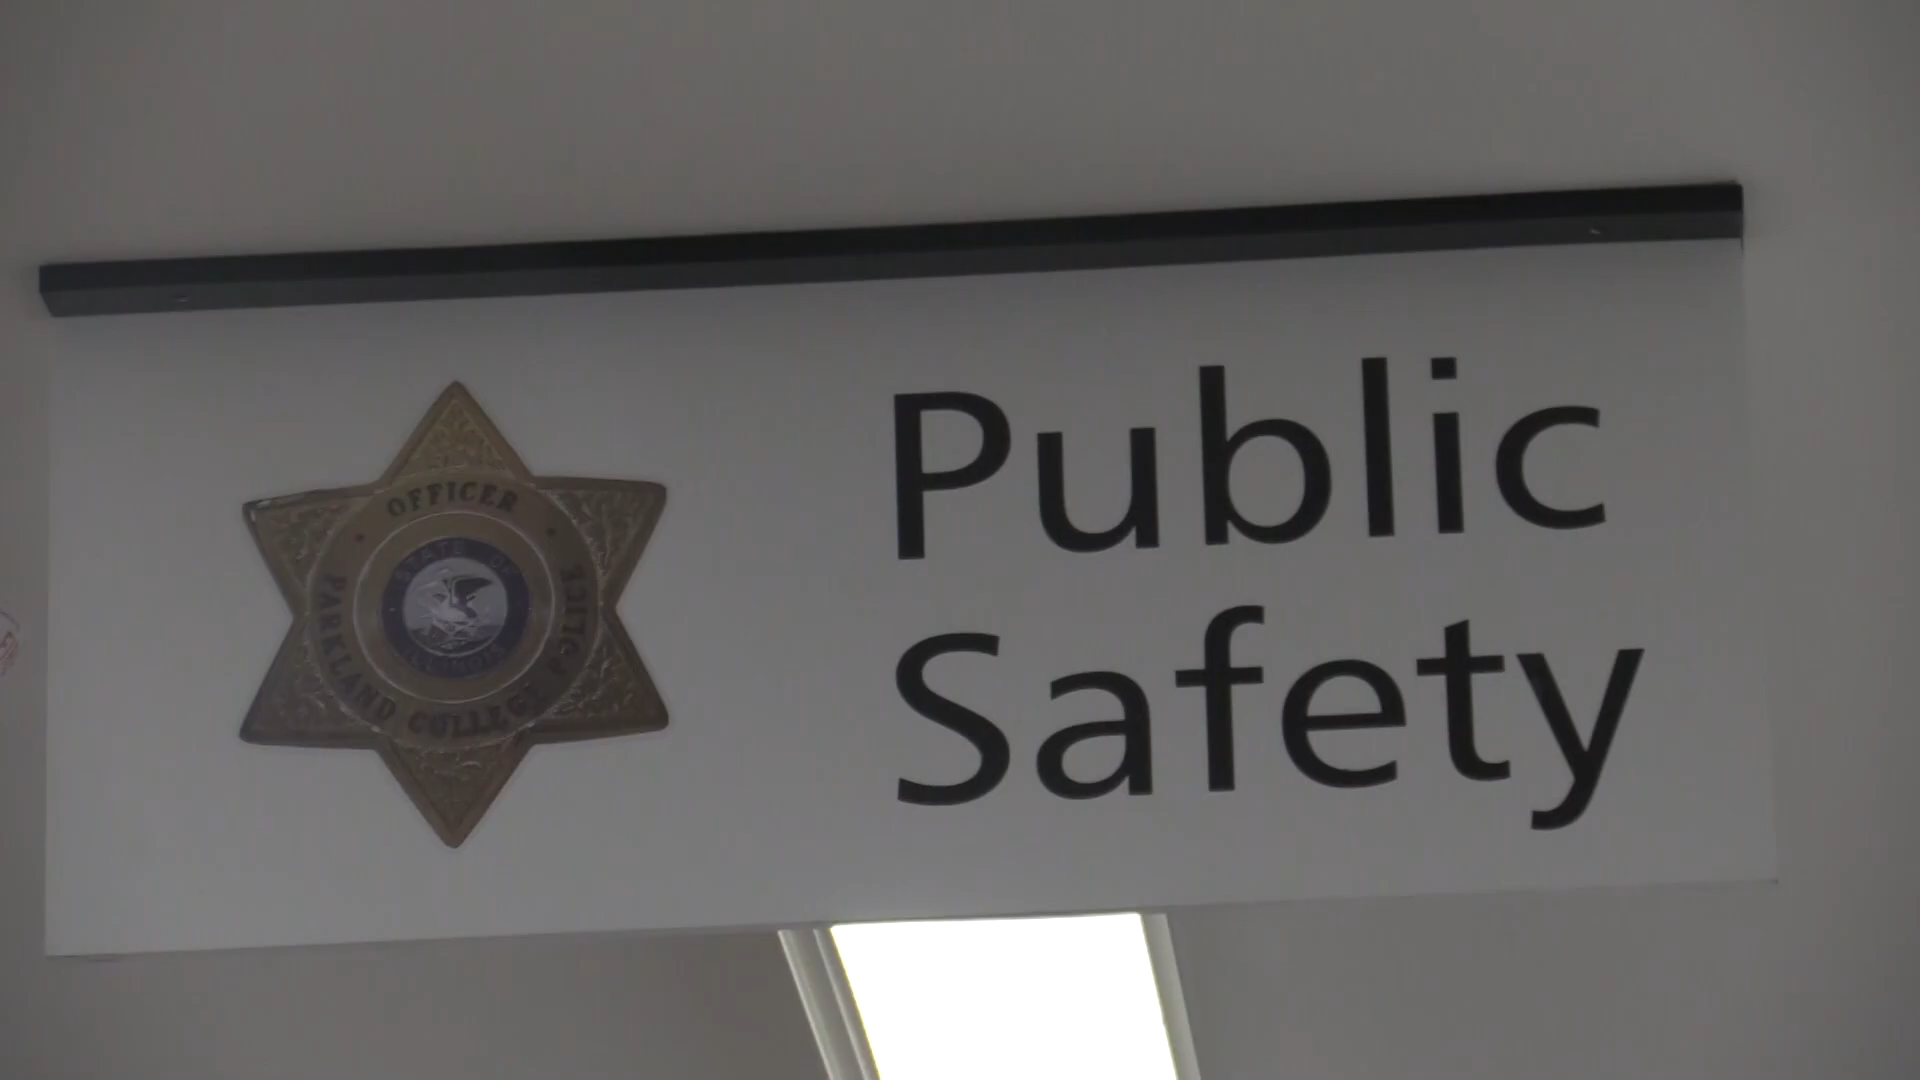 OFFICER
STATE OF
ILLINOIS
PARKLAND COLLEGE POLICE
Public
Safety